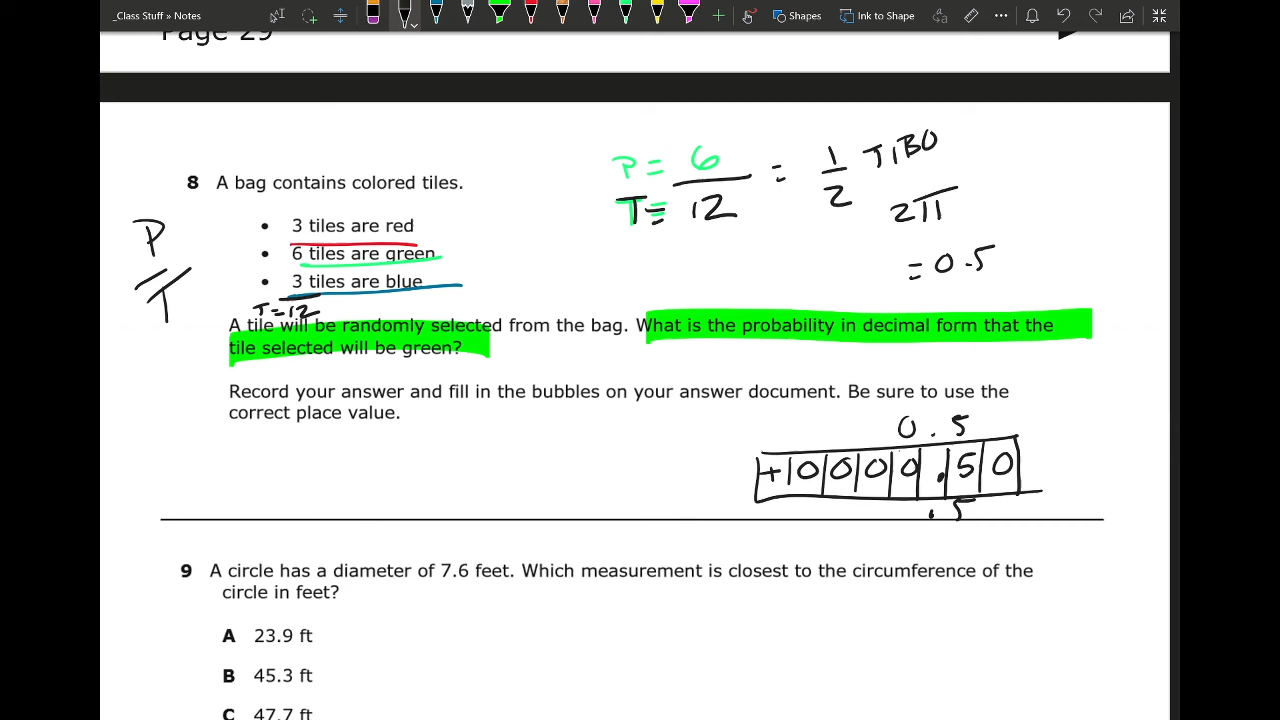 _Class Stuff » Notes
Shapes
Ink to Shape
Page 29
8 A bag contains colored tiles.
• 3 tiles are red
• 6 tiles are green
• 3 tiles are blue
T=12
P
T
P = 6
T = 12
= 1
2
TIBO
= 0.5
A tile will be randomly selected from the bag. What is the probability in decimal form that the
tile selected will be green?
Record your answer and fill in the bubbles on your answer document. Be sure to use the
correct place value.
0.5
+ 0 0 0 0 . 5 0
.5
9 A circle has a diameter of 7.6 feet. Which measurement is closest to the circumference of the
circle in feet?
A 23.9 ft
B 45.3 ft
C 47.7 ft